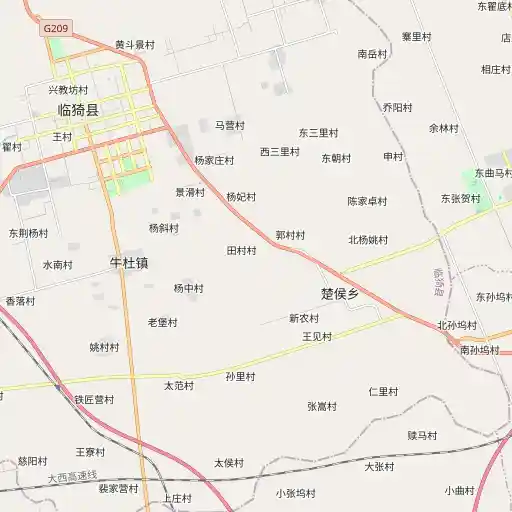 东翟底村
G209
黄斗景村
寨里村
店
南岳村
相庄村
兴教坊村
临猗县
乔阳村
马营村
余林村
王村
东三里村
翟村
西三里村
杨家庄村
东朝村
申村
东曲马村
景滑村
杨妃村
陈家卓村
东张贺村
杨斜村
东荆杨村
郭村村
北杨姚村
田村村
水南村
牛杜镇
临猗县
杨中村
楚侯乡
东孙坞村
香落村
老堡村
新农村
北孙坞村
王见村
姚村村
南孙坞村
孙里村
太范村
仁里村
村
铁匠营村
张嵩村
赎马村
王寮村
慈阳村
太侯村
大张村
大西高速线
裴家营村
小张坞村
小曲村
上庄村